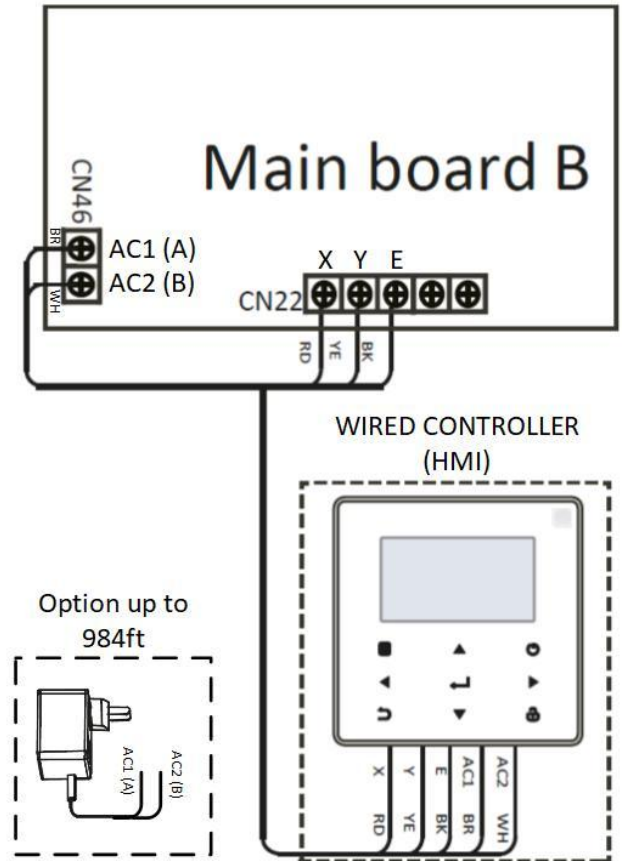 Main board B
CN46
BR
AC1 (A)
WH
AC2 (B)
X Y E
CN22
RD YE BK
WIRED CONTROLLER
(HMI)
Option up to
984ft
AC1 (A)
AC2 (B)
X Y E AC1 AC2
RD YE BK BR WH